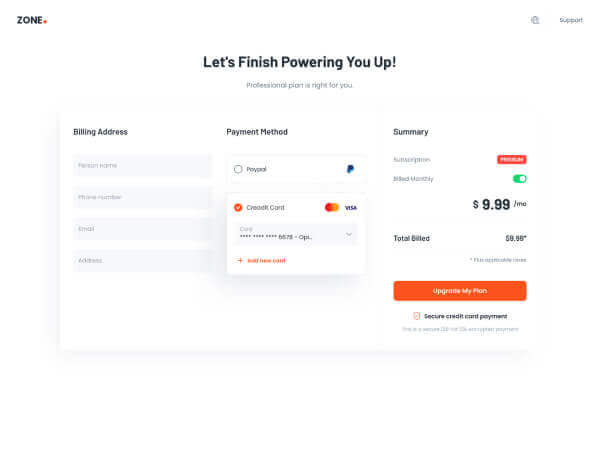 ZONE.
Support
Let's Finish Powering You Up!
Professional plan is right for you.
Billing Address
Person name
Phone number
Email
Address
Payment Method
Paypal
Creadit Card
VISA
Card
**** **** **** 6678 - Opi...
+ Add new card
Summary
Subscription
PREMIUM
Billed Monthly
$ 9.99 /mo
Total Billed
$9.99*
* Plus applicable taxes
Upgrade My Plan
Secure credit card payment
This is a secure 128-bit SSL encrypted payment